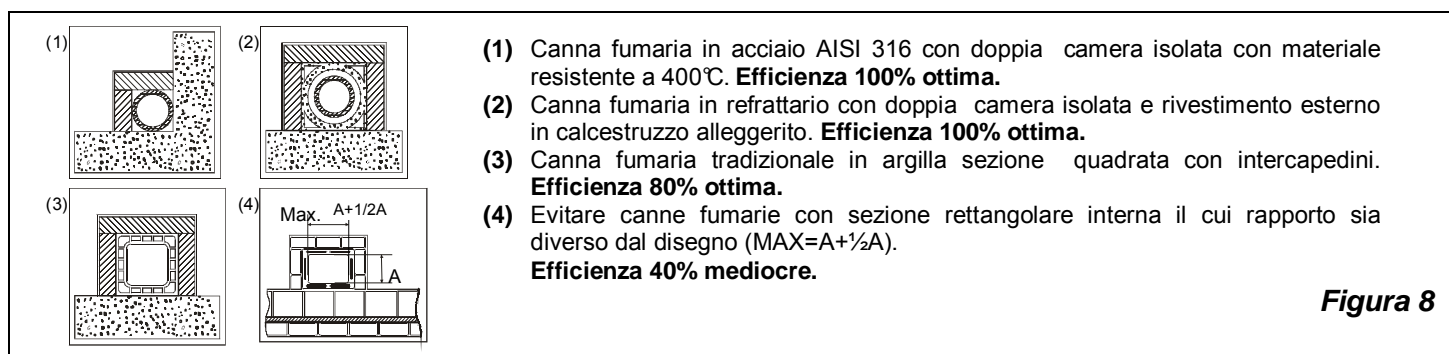 (1)
(2)
(3)
(4)
Max. A+1/2A
A
(1) Canna fumaria in acciaio AISI 316 con doppia camera isolata con materiale
resistente a 400℃. Efficienza 100% ottima.
(2) Canna fumaria in refrattario con doppia camera isolata e rivestimento esterno
in calcestruzzo alleggerito. Efficienza 100% ottima.
(3) Canna fumaria tradizionale in argilla sezione quadrata con intercapedini.
Efficienza 80% ottima.
(4) Evitare canne fumarie con sezione rettangolare interna il cui rapporto sia
diverso dal disegno (MAX=A+½A).
Efficienza 40% mediocre.
Figura 8